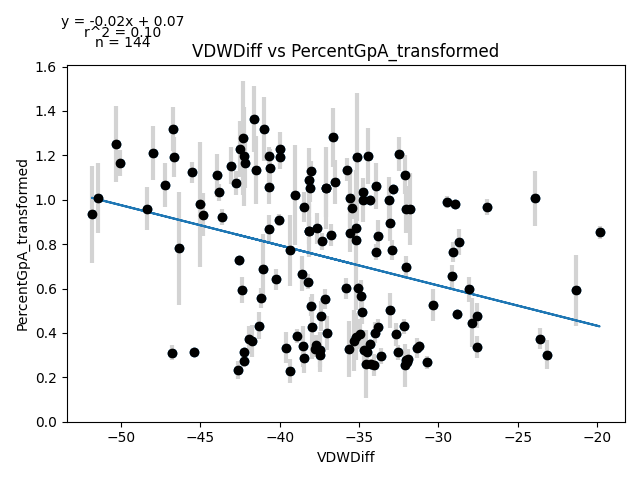 y = -0.02x + 0.07
r^2 = 0.10
n = 144
VDWDiff vs PercentGpA_transformed
1.6
1.4
1.2
1.0
0.8
0.6
0.4
0.2
0.0
PercentGpA_transformed
−50
−45
−40
−35
−30
−25
−20
VDWDiff